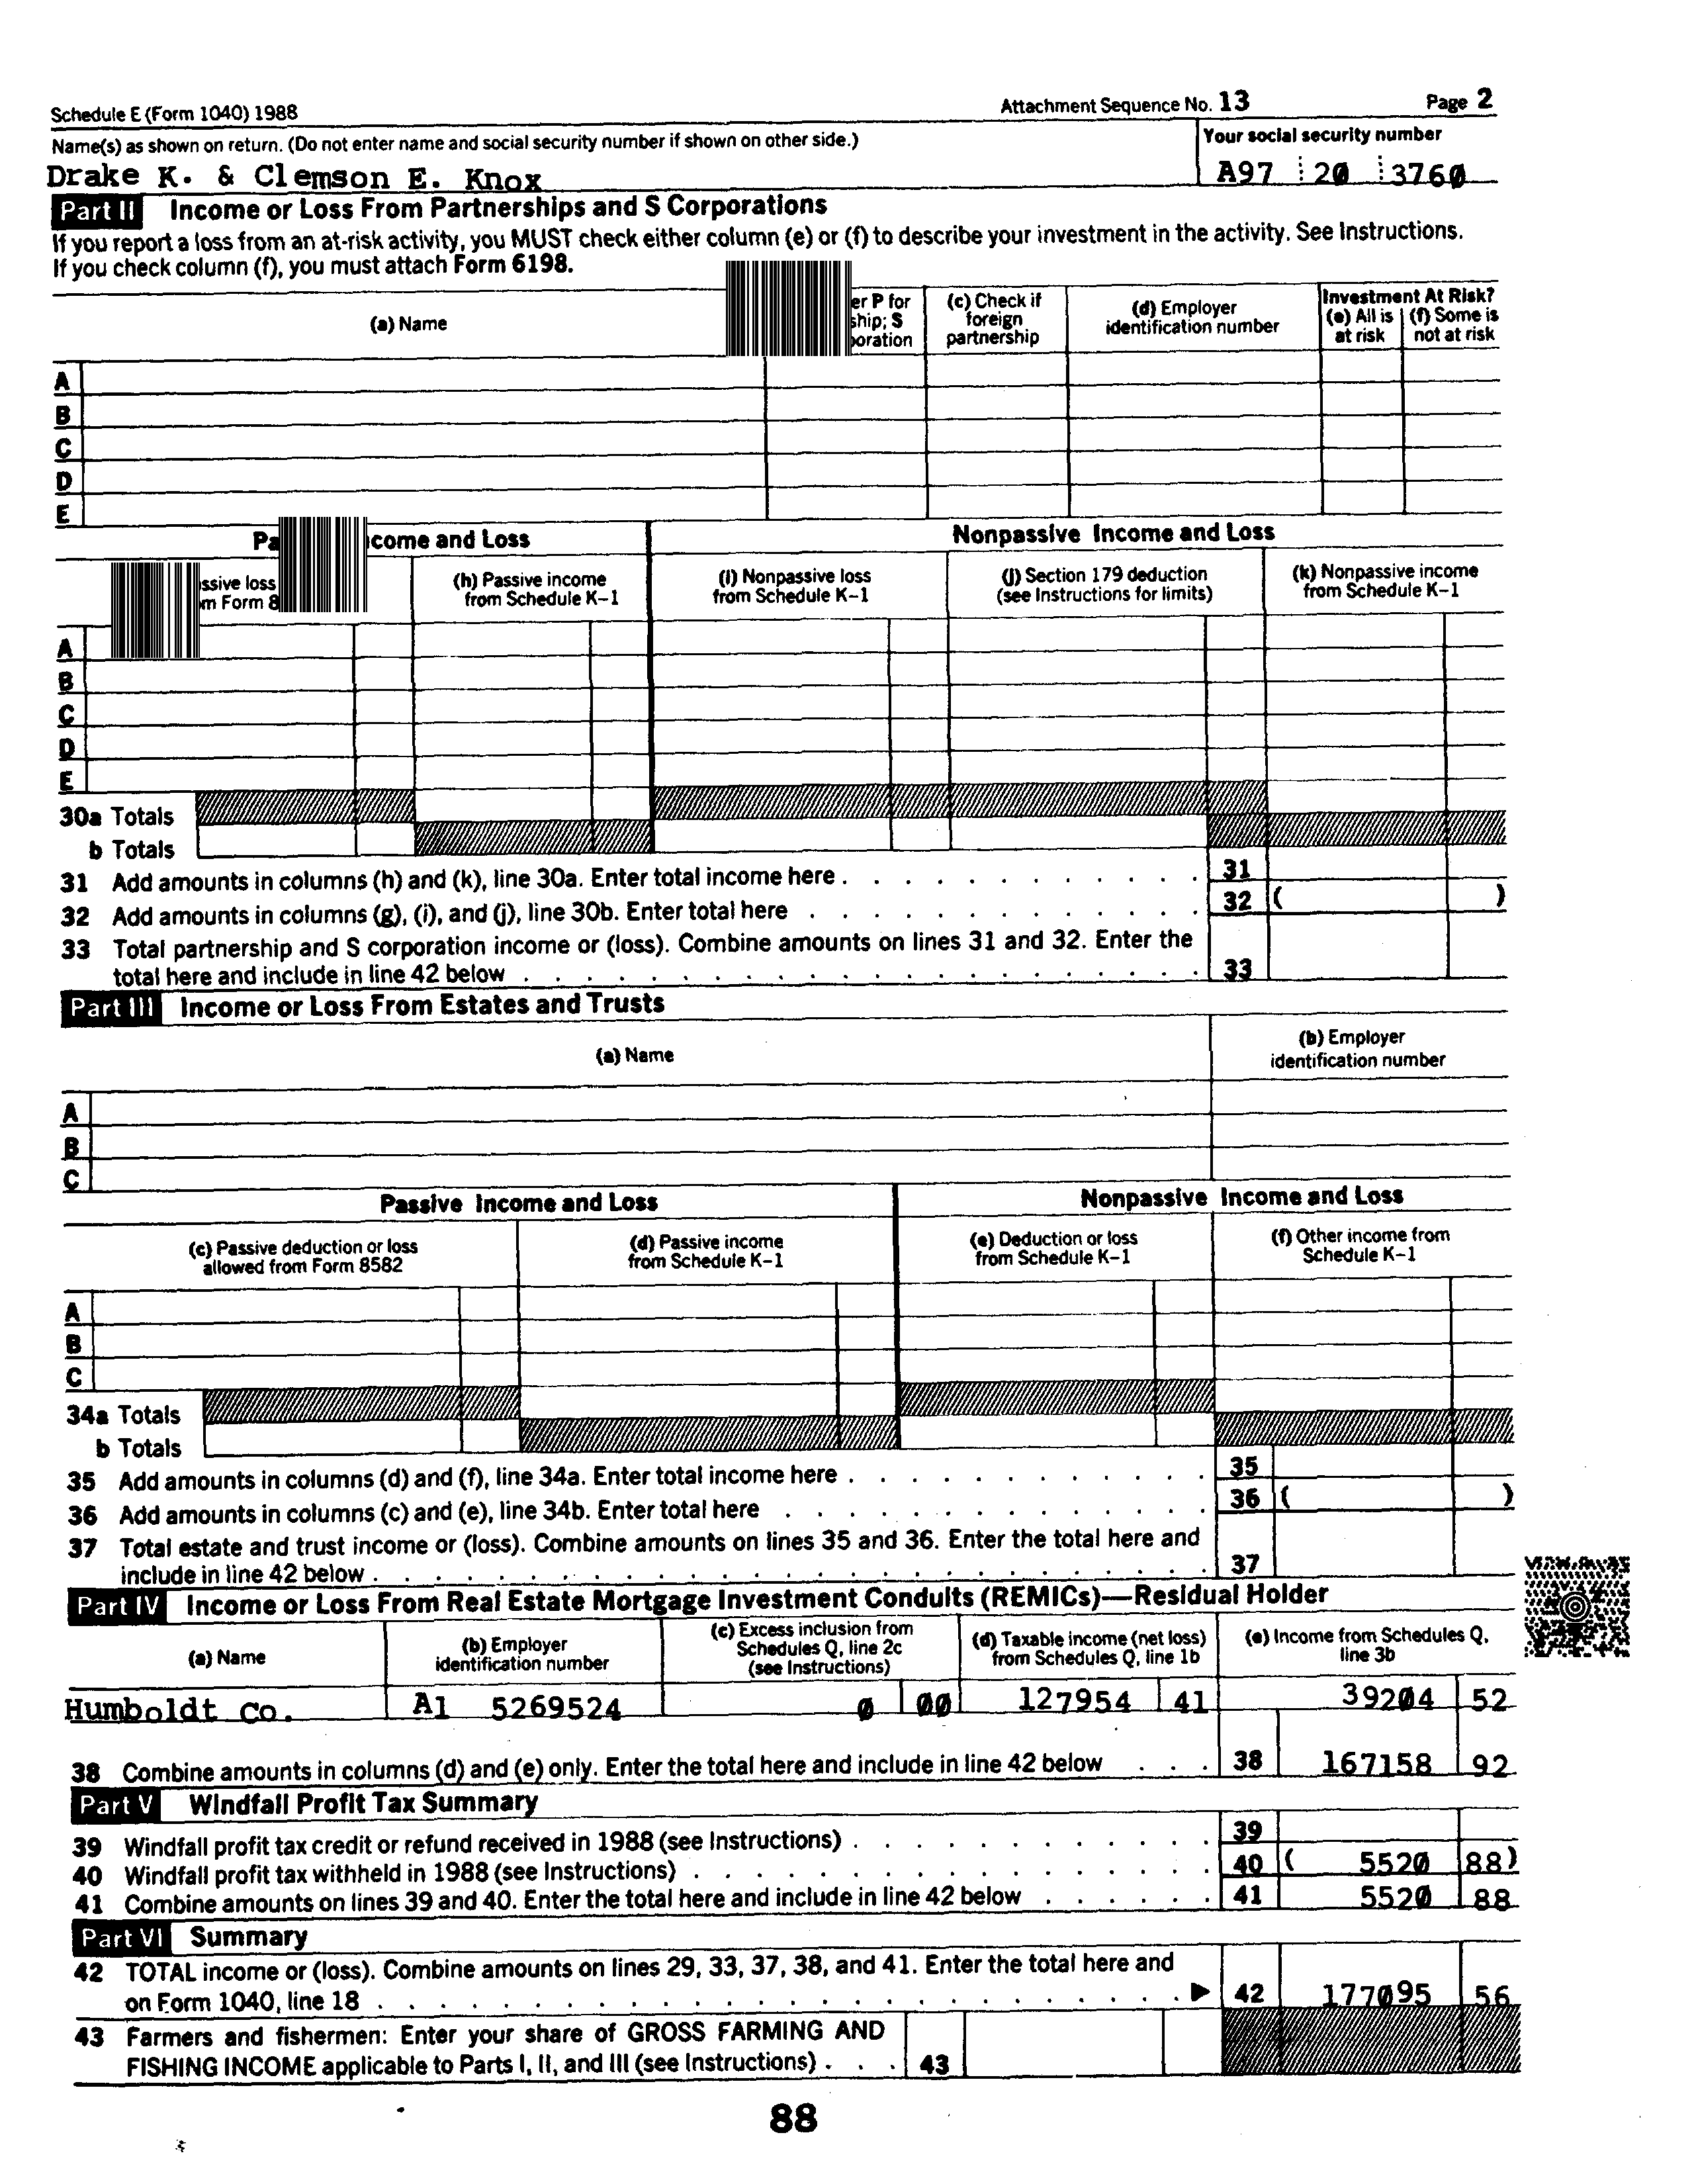 Schedule E (Form 1040) 1988 Attachment Sequence No. 13 Page 2
Name(s) as shown on return. (Do not enter name and social security number if shown on other side.) Your social security number
Drake K. & Clemson E. Knox A97 20 3760
Part II Income or Loss From Partnerships and S Corporations
If you report a loss from an at-risk activity, you MUST check either column (e) or (f) to describe your investment in the activity. See Instructions.
If you check column (f), you must attach Form 6198.
(a) Name
er P for
ship; S
poration
(c) Check if
foreign
partnership
(d) Employer
identification number
Investment At Risk?
(e) All is
at risk
(f) Some is
not at risk
A
B
C
D
E
Pa come and Loss Nonpassive Income and Loss
ssive loss
m Form 8
(h) Passive income
from Schedule K-1
(i) Nonpassive loss
from Schedule K-1
(j) Section 179 deduction
(see Instructions for limits)
(k) Nonpassive income
from Schedule K-1
A
B
C
D
E
30a Totals
b Totals
31 Add amounts in columns (h) and (k), line 30a. Enter total income here . . . . . . . . . . . . 31
32 Add amounts in columns (g), (i), and (j), line 30b. Enter total here . . . . . . . . . . . . . 32 ( )
33 Total partnership and S corporation income or (loss). Combine amounts on lines 31 and 32. Enter the
total here and include in line 42 below . . . . . . . . . . . . . . . . . . . . . . 33
Part III Income or Loss From Estates and Trusts
(a) Name
(b) Employer
identification number
A
B
C
Passive Income and Loss Nonpassive Income and Loss
(c) Passive deduction or loss
allowed from Form 8582
(d) Passive income
from Schedule K-1
(e) Deduction or loss
from Schedule K-1
(f) Other income from
Schedule K-1
A
B
C
34a Totals
b Totals
35 Add amounts in columns (d) and (f), line 34a. Enter total income here . . . . . . . . . . . . 35
36 Add amounts in columns (c) and (e), line 34b. Enter total here . . . . . . . . . . . . . . 36 ( )
37 Total estate and trust income or (loss). Combine amounts on lines 35 and 36. Enter the total here and
include in line 42 below . . . . . . . . . . . . . . . . . . . . . . . . . . . 37
Part IV Income or Loss From Real Estate Mortgage Investment Conduits (REMICs)—Residual Holder
(a) Name
(b) Employer
identification number
(c) Excess inclusion from
Schedules Q, line 2c
(see Instructions)
(d) Taxable income (net loss)
from Schedules Q, line 1b
(e) Income from Schedules Q,
line 3b
Humboldt Co. A1 5269524 0 00 127954 41 39204 52
38 Combine amounts in columns (d) and (e) only. Enter the total here and include in line 42 below . . . 38 167158 92
Part V Windfall Profit Tax Summary
39 Windfall profit tax credit or refund received in 1988 (see Instructions) . . . . . . . . . . . . 39
40 Windfall profit tax withheld in 1988 (see Instructions) . . . . . . . . . . . . . . . . . 40 ( 5520 88)
41 Combine amounts on lines 39 and 40. Enter the total here and include in line 42 below . . . . . . 41 5520 88
Part VI Summary
42 TOTAL income or (loss). Combine amounts on lines 29, 33, 37, 38, and 41. Enter the total here and
on Form 1040, line 18 . . . . . . . . . . . . . . . . . . . . . . . . . . ▶ 42 177095 56
43 Farmers and fishermen: Enter your share of GROSS FARMING AND
FISHING INCOME applicable to Parts I, II, and III (see Instructions) . . . 43
88